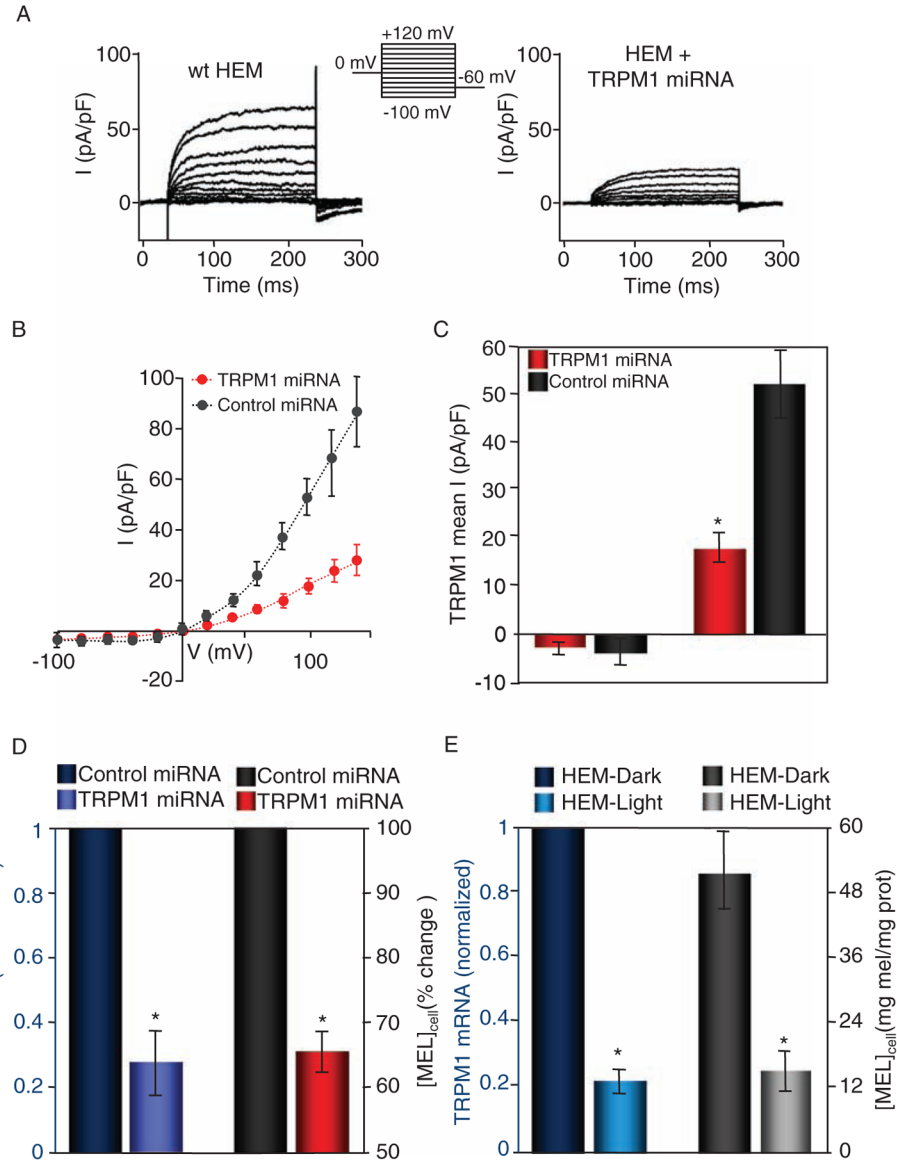 A
wt HEM
I (pA/pF)
100
50
0
0 100 200 300
Time (ms)
+120 mV
0 mV
-60 mV
-100 mV
HEM +
TRPM1 miRNA
I (pA/pF)
100
50
0
0 100 200 300
Time (ms)
B
TRPM1 miRNA
Control miRNA
I (pA/pF)
100
80
60
40
20
-20
-100
V (mV)
100
C
TRPM1 miRNA
Control miRNA
TRPM1 mean I (pA/pF)
60
50
40
30
20
10
0
-10
*
D
Control miRNA
TRPM1 miRNA
Control miRNA
TRPM1 miRNA
1
0.8
0.6
0.4
0.2
0
*
*
100
90
80
70
60
50
[MEL]cell(% change )
E
HEM-Dark
HEM-Light
HEM-Dark
HEM-Light
TRPM1 mRNA (normalized)
1
0.8
0.6
0.4
0.2
0
*
*
60
48
36
24
12
0
[MEL]cell(mg mel/mg prot)